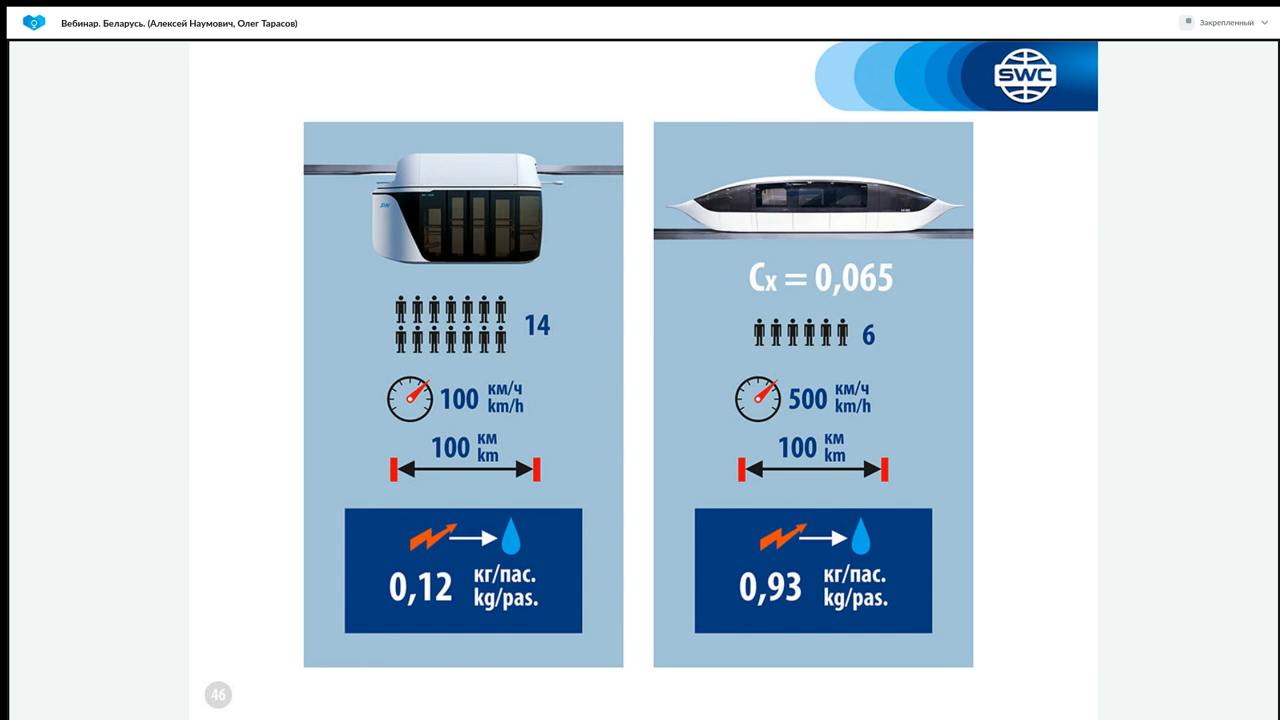 Вебинар. Беларусь. (Алексей Наумович, Олег Тарасов)
Закрепленный
SWC
14
100 км/ч
km/h
100 км
km
0,12 кг/пас.
kg/pas.
Cx = 0,065
6
500 км/ч
km/h
100 км
km
0,93 кг/пас.
kg/pas.
46